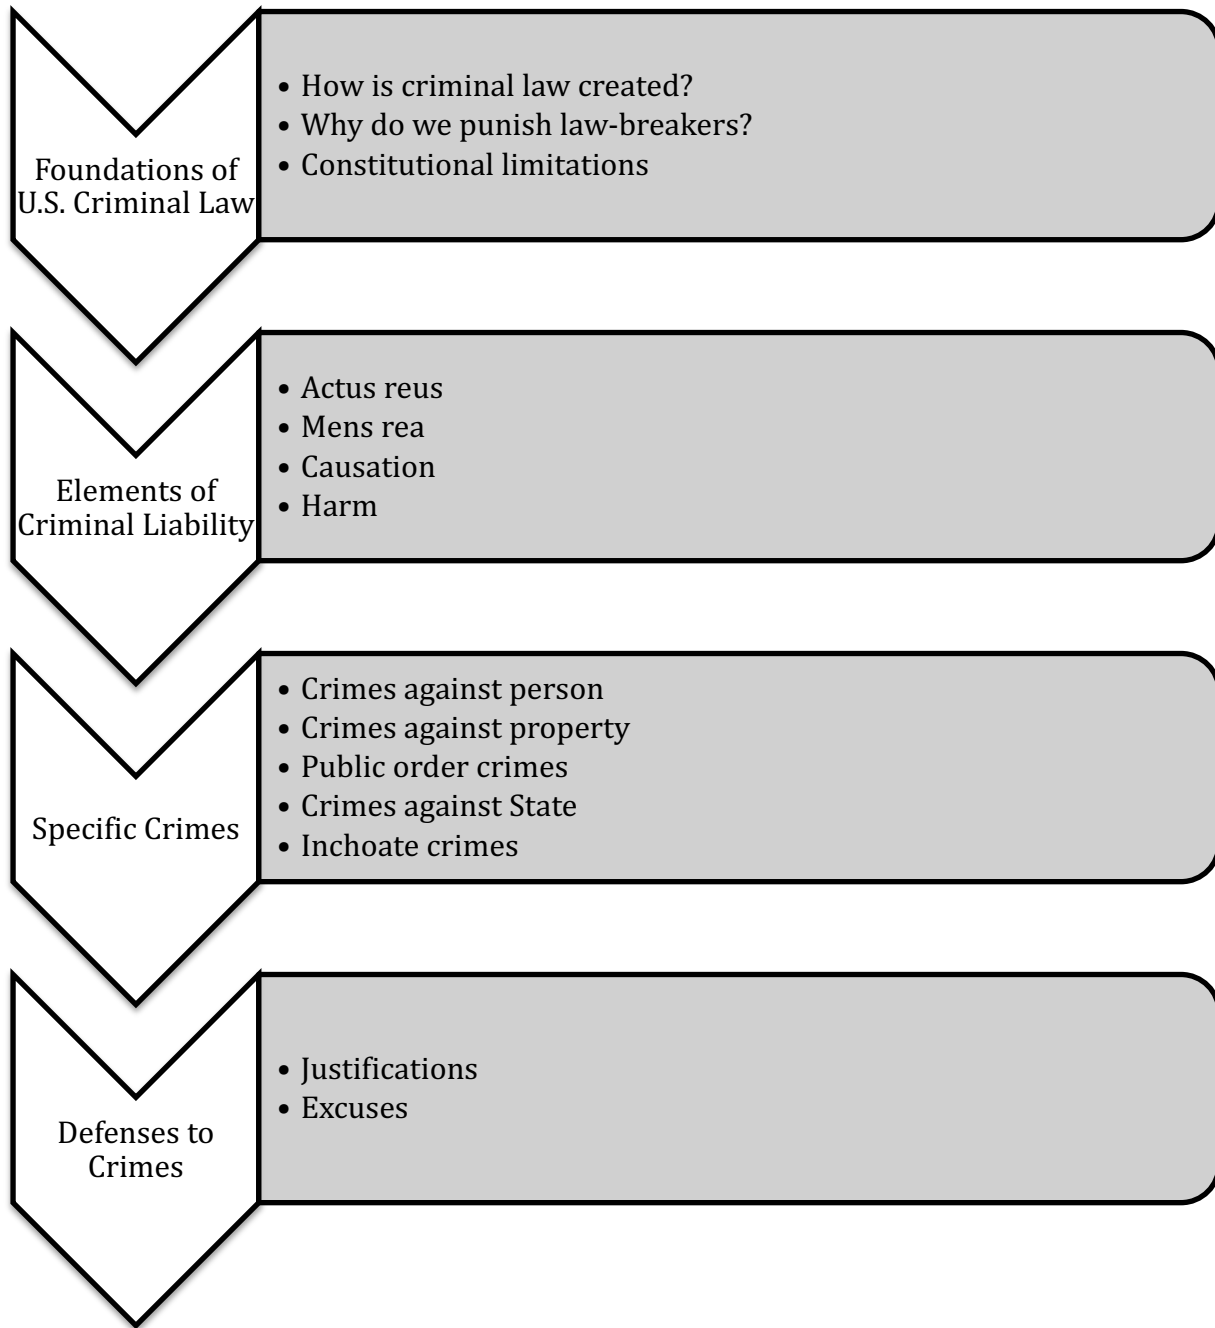 Foundations of
U.S. Criminal Law
• How is criminal law created?
• Why do we punish law-breakers?
• Constitutional limitations
Elements of
Criminal Liability
• Actus reus
• Mens rea
• Causation
• Harm
Specific Crimes
• Crimes against person
• Crimes against property
• Public order crimes
• Crimes against State
• Inchoate crimes
Defenses to
Crimes
• Justifications
• Excuses